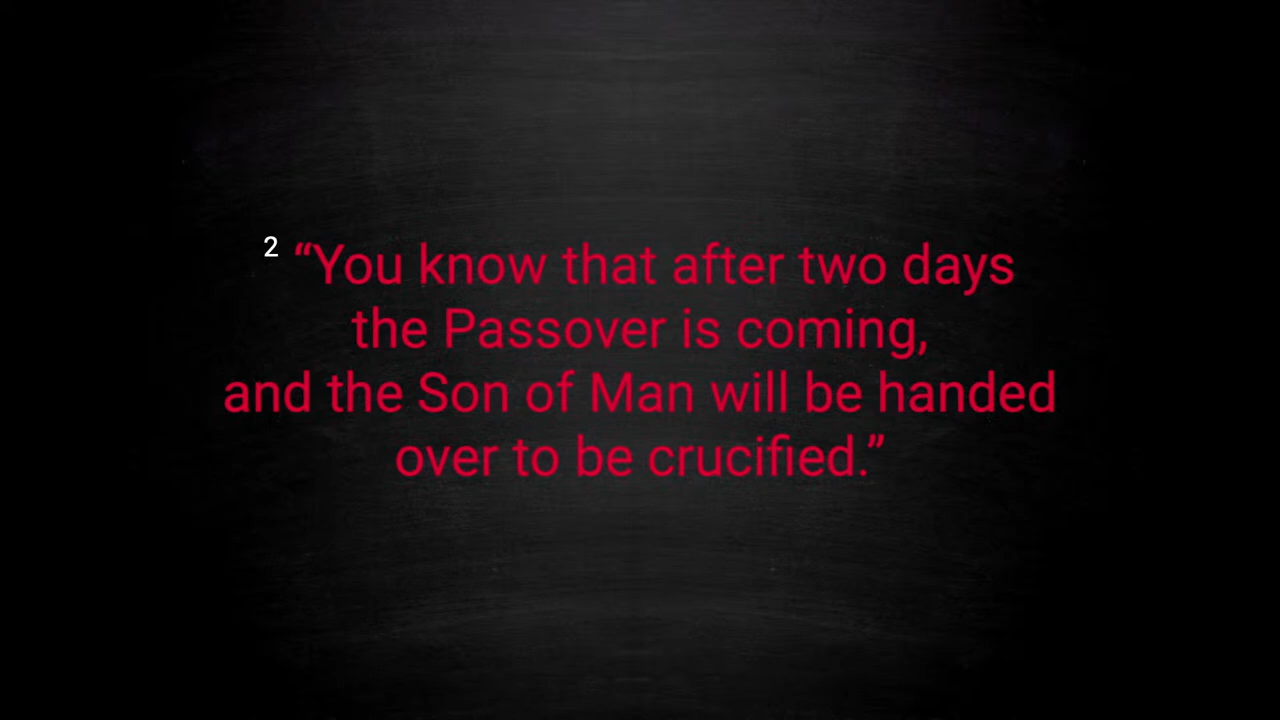 2 “You know that after two days
the Passover is coming,
and the Son of Man will be handed
over to be crucified.”